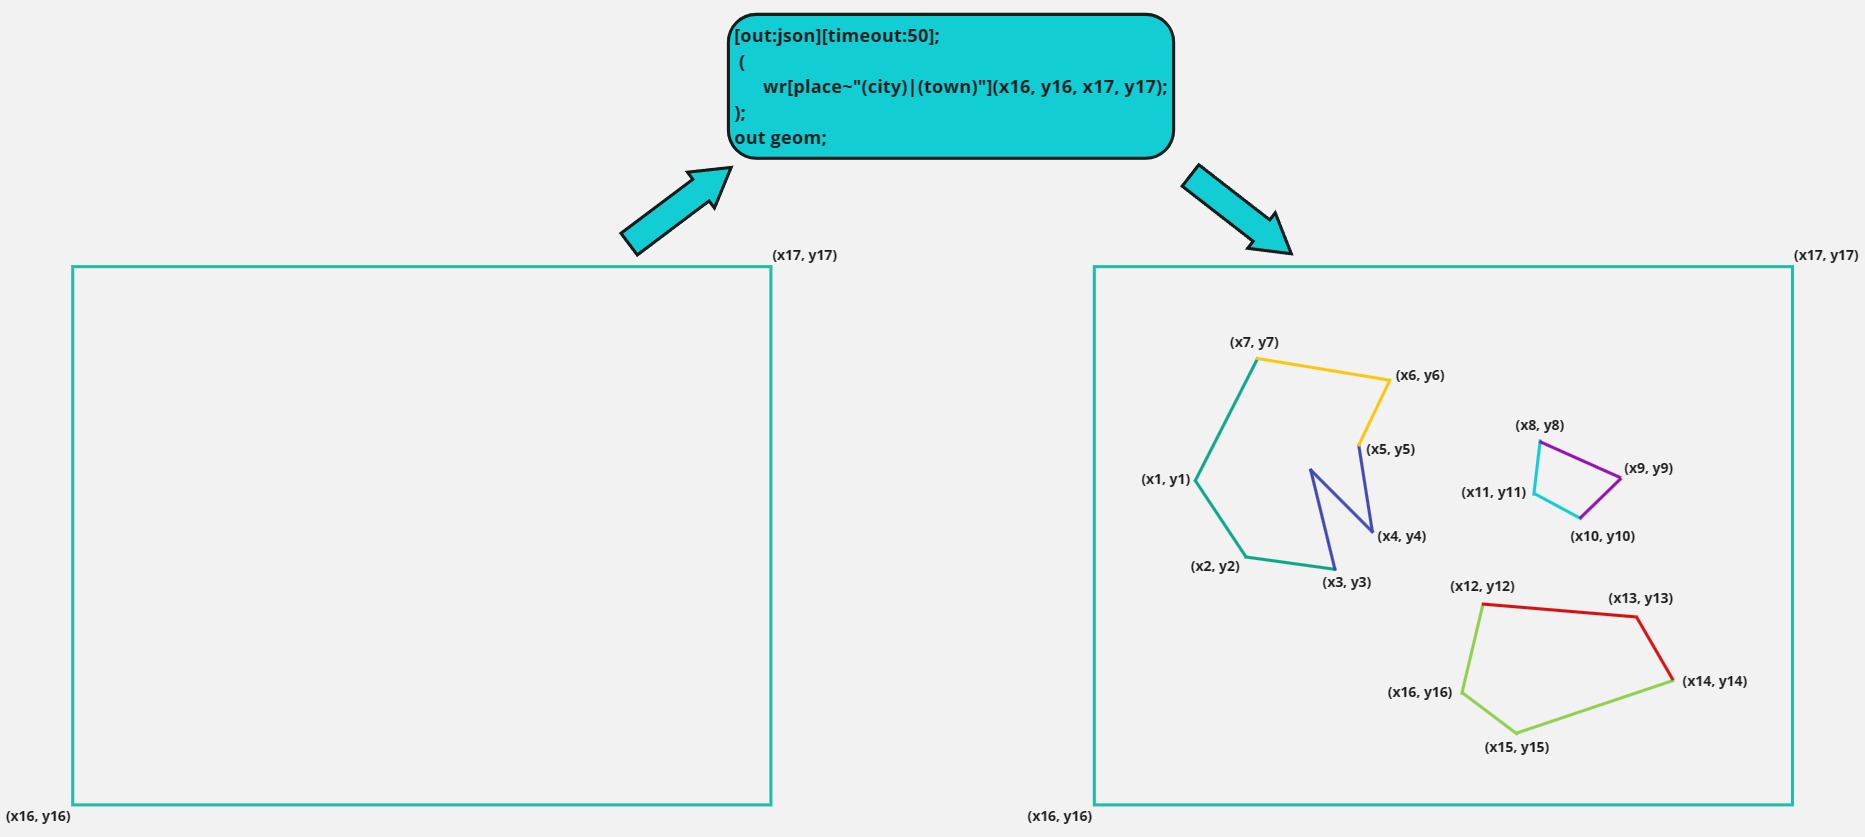 [out:json][timeout:50];
(
wr[place~"(city)|(town)"](x16, y16, x17, y17);
);
out geom;
(x17, y17)
(x16, y16)
(x17, y17)
(x7, y7)
(x6, y6)
(x5, y5)
(x1, y1)
(x4, y4)
(x2, y2)
(x3, y3)
(x8, y8)
(x9, y9)
(x11, y11)
(x10, y10)
(x12, y12)
(x13, y13)
(x14, y14)
(x16, y16)
(x15, y15)
(x16, y16)